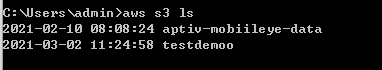 C:\Users\admin>aws s3 ls
2021-02-10 08:08:24 aptiv-mobiileye-data
2021-03-02 11:24:58 testdemoo